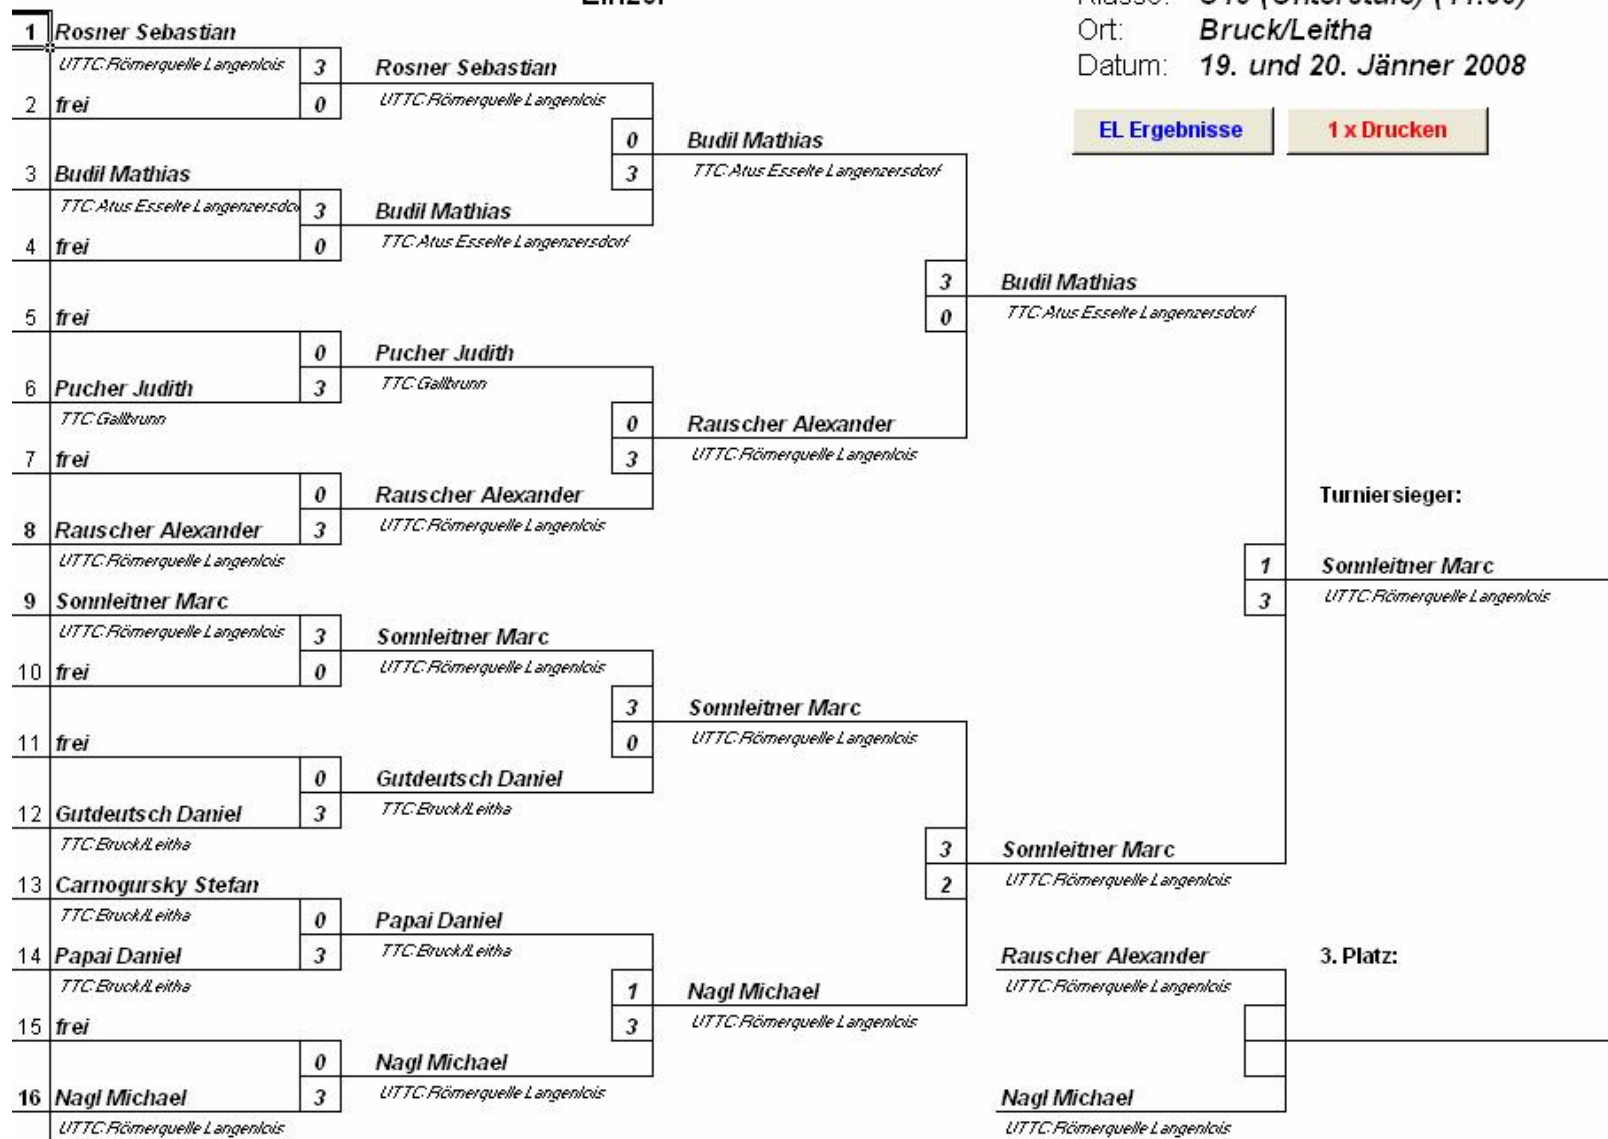 Ort: Bruck/Leitha
Datum: 19. und 20. Jänner 2008
EL Ergebnisse
1 x Drucken
1 Rosner Sebastian
UTTC Römerquelle Langenlois 3
2 frei 0
3 Budil Mathias
TTC Atus Esselte Langenzersdor 3
4 frei 0
5 frei
0
6 Pucher Judith 3
TTC Gallbrunn
7 frei
0
8 Rauscher Alexander 3
UTTC Römerquelle Langenlois
9 Sonnleitner Marc
UTTC Römerquelle Langenlois 3
10 frei 0
11 frei
0
12 Gutdeutsch Daniel 3
TTC Bruck/Leitha
13 Carnogursky Stefan
TTC Bruck/Leitha 0
14 Papai Daniel 3
TTC Bruck/Leitha
15 frei
0
16 Nagl Michael 3
UTTC Römerquelle Langenlois
Rosner Sebastian
UTTC Römerquelle Langenlois
0
3
Budil Mathias
TTC Atus Esselte Langenzersdorf
Pucher Judith
TTC Gallbrunn
0
3
Rauscher Alexander
UTTC Römerquelle Langenlois
Sonnleitner Marc
UTTC Römerquelle Langenlois
3
0
Gutdeutsch Daniel
TTC Bruck/Leitha
Papai Daniel
TTC Bruck/Leitha
1
3
Nagl Michael
UTTC Römerquelle Langenlois
Budil Mathias
TTC Atus Esselte Langenzersdorf
3
0
Rauscher Alexander
UTTC Römerquelle Langenlois
Sonnleitner Marc
UTTC Römerquelle Langenlois
3
2
Nagl Michael
UTTC Römerquelle Langenlois
Budil Mathias
TTC Atus Esselte Langenzersdorf
1
3
Sonnleitner Marc
UTTC Römerquelle Langenlois
Turniersieger:
Sonnleitner Marc
UTTC Römerquelle Langenlois
Rauscher Alexander
UTTC Römerquelle Langenlois
3. Platz:
Nagl Michael
UTTC Römerquelle Langenlois